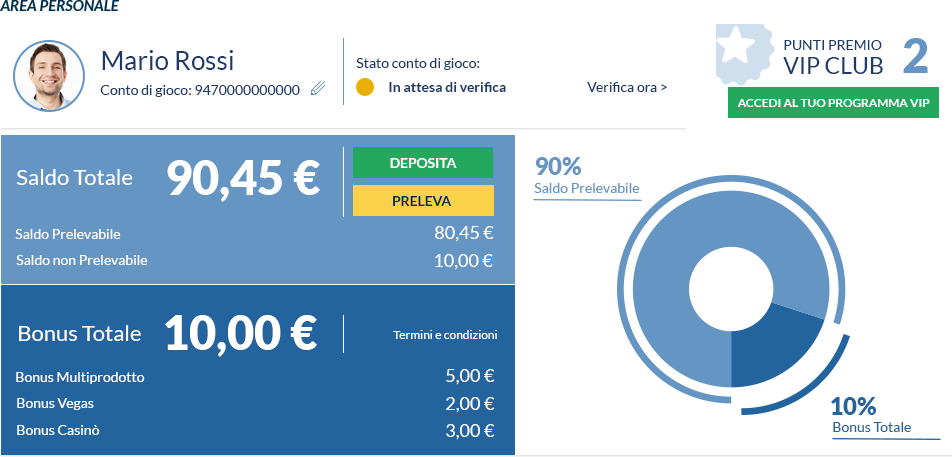 AREA PERSONALE
Mario Rossi
Conto di gioco: 9470000000000
Stato conto di gioco:
In attesa di verifica
Verifica ora >
PUNTI PREMIO
VIP CLUB
2
ACCEDI AL TUO PROGRAMMA VIP
Saldo Totale
90,45 €
DEPOSITA
PRELEVA
Saldo Prelevabile
80,45 €
Saldo non Prelevabile
10,00 €
Bonus Totale
10,00 €
Termini e condizioni
Bonus Multiprodotto
5,00 €
Bonus Vegas
2,00 €
Bonus Casinò
3,00 €
90%
Saldo Prelevabile
10%
Bonus Totale